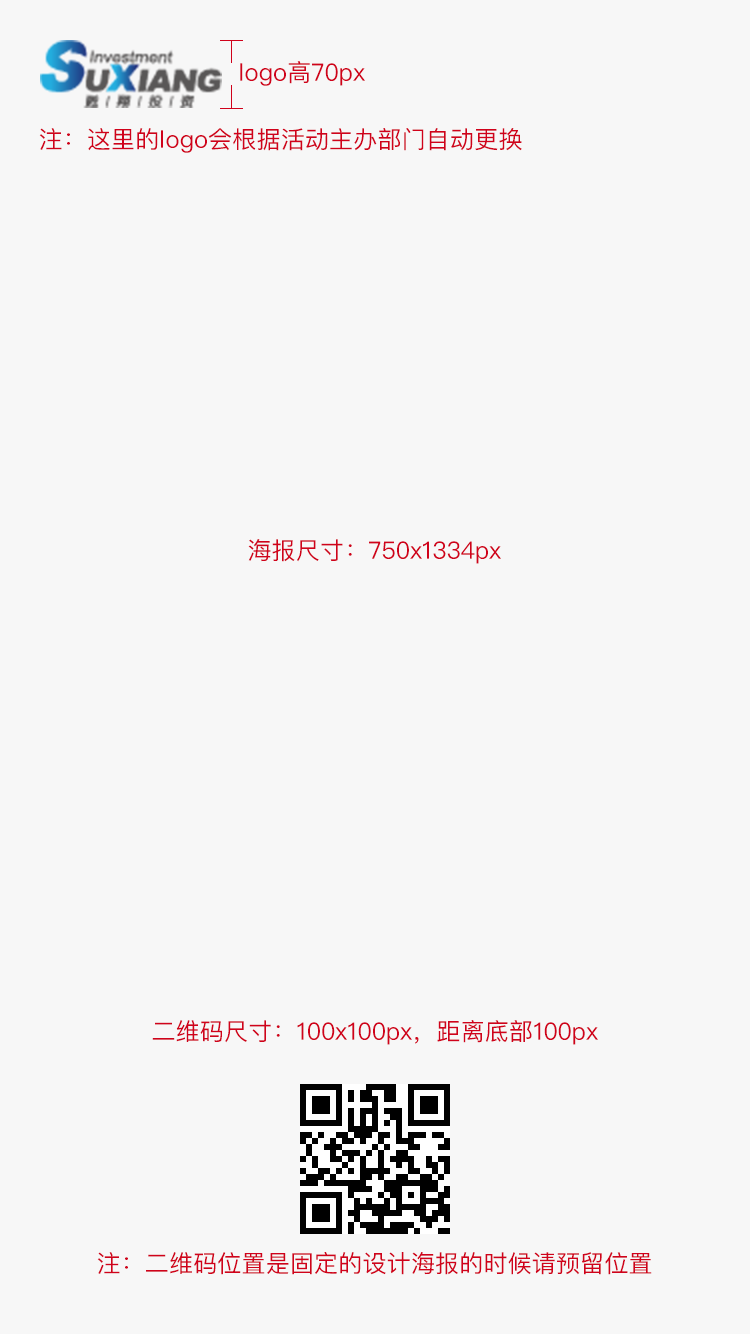 Investment
SUXIANG
甦|翔|投|资
logo高70px
注：这里的logo会根据活动主办部门自动更换
海报尺寸：750x1334px
二维码尺寸：100x100px，距离底部100px
注：二维码位置是固定的设计海报的时候请预留位置